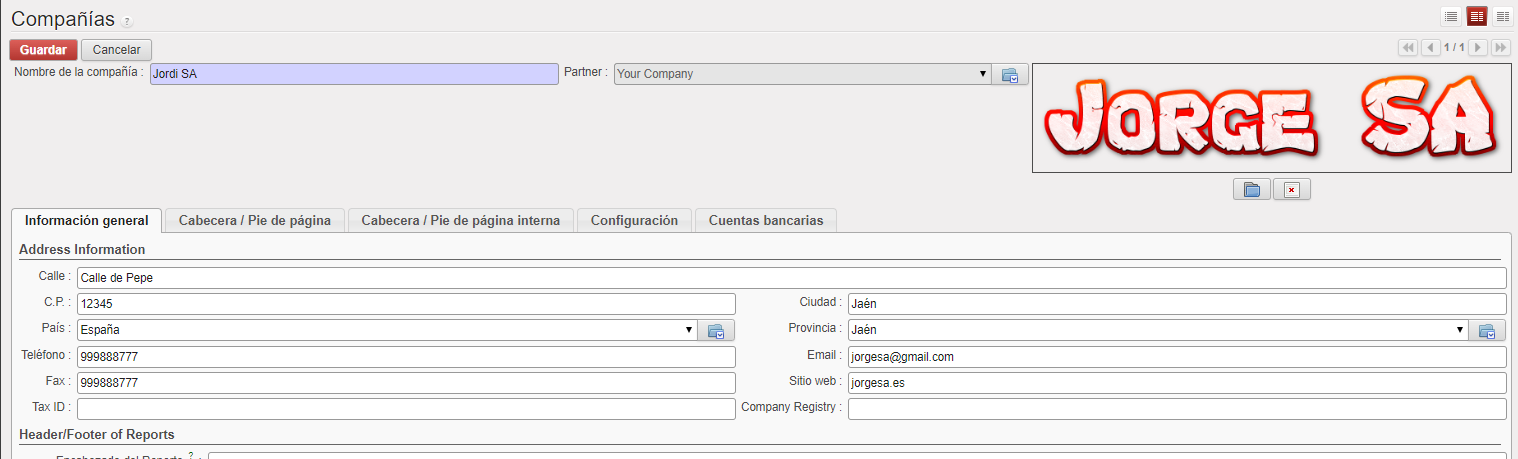 Compañías ?
Guardar Cancelar 1 / 1
Nombre de la compañía : Jordi SA Partner : Your Company
JORGE SA
Información general Cabecera / Pie de página Cabecera / Pie de página interna Configuración Cuentas bancarias
Address Information
Calle : Calle de Pepe
C.P. : 12345 Ciudad : Jaén
País : España Provincia : Jaén
Teléfono : 999888777 Email : jorgesa@gmail.com
Fax : 999888777 Sitio web : jorgesa.es
Tax ID : Company Registry :
Header/Footer of Reports
Encabezado del Reporte ? :